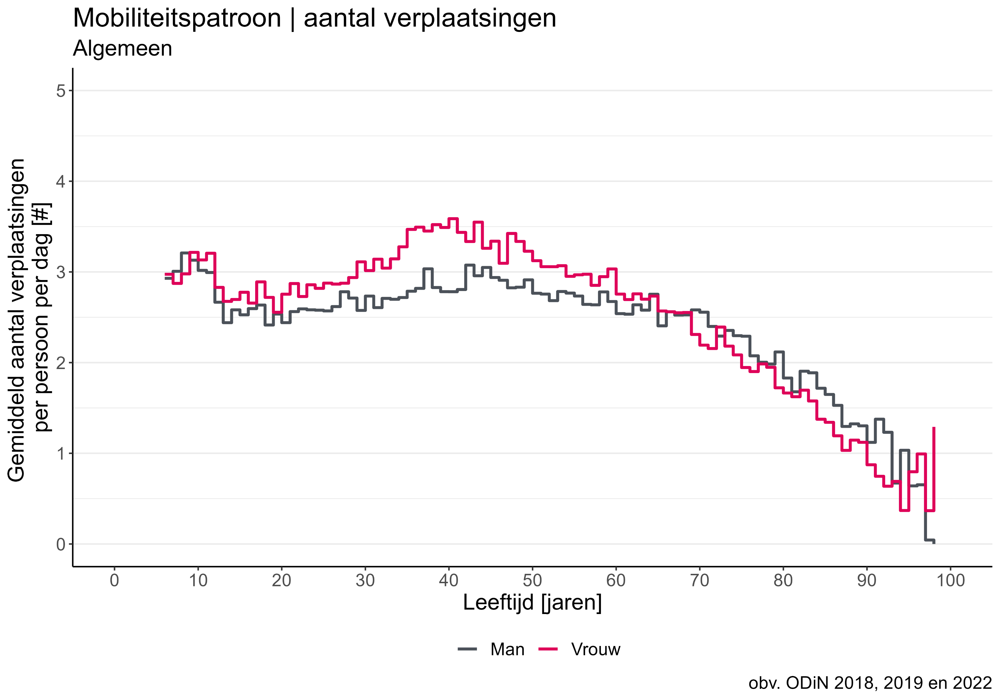 Mobiliteitspatroon | aantal verplaatsingen
Algemeen
Gemiddeld aantal verplaatsingen
per persoon per dag [#]
5
4
3
2
1
0
0 10 20 30 40 50 60 70 80 90 100
Leeftijd [jaren]
Man Vrouw
obv. ODiN 2018, 2019 en 2022